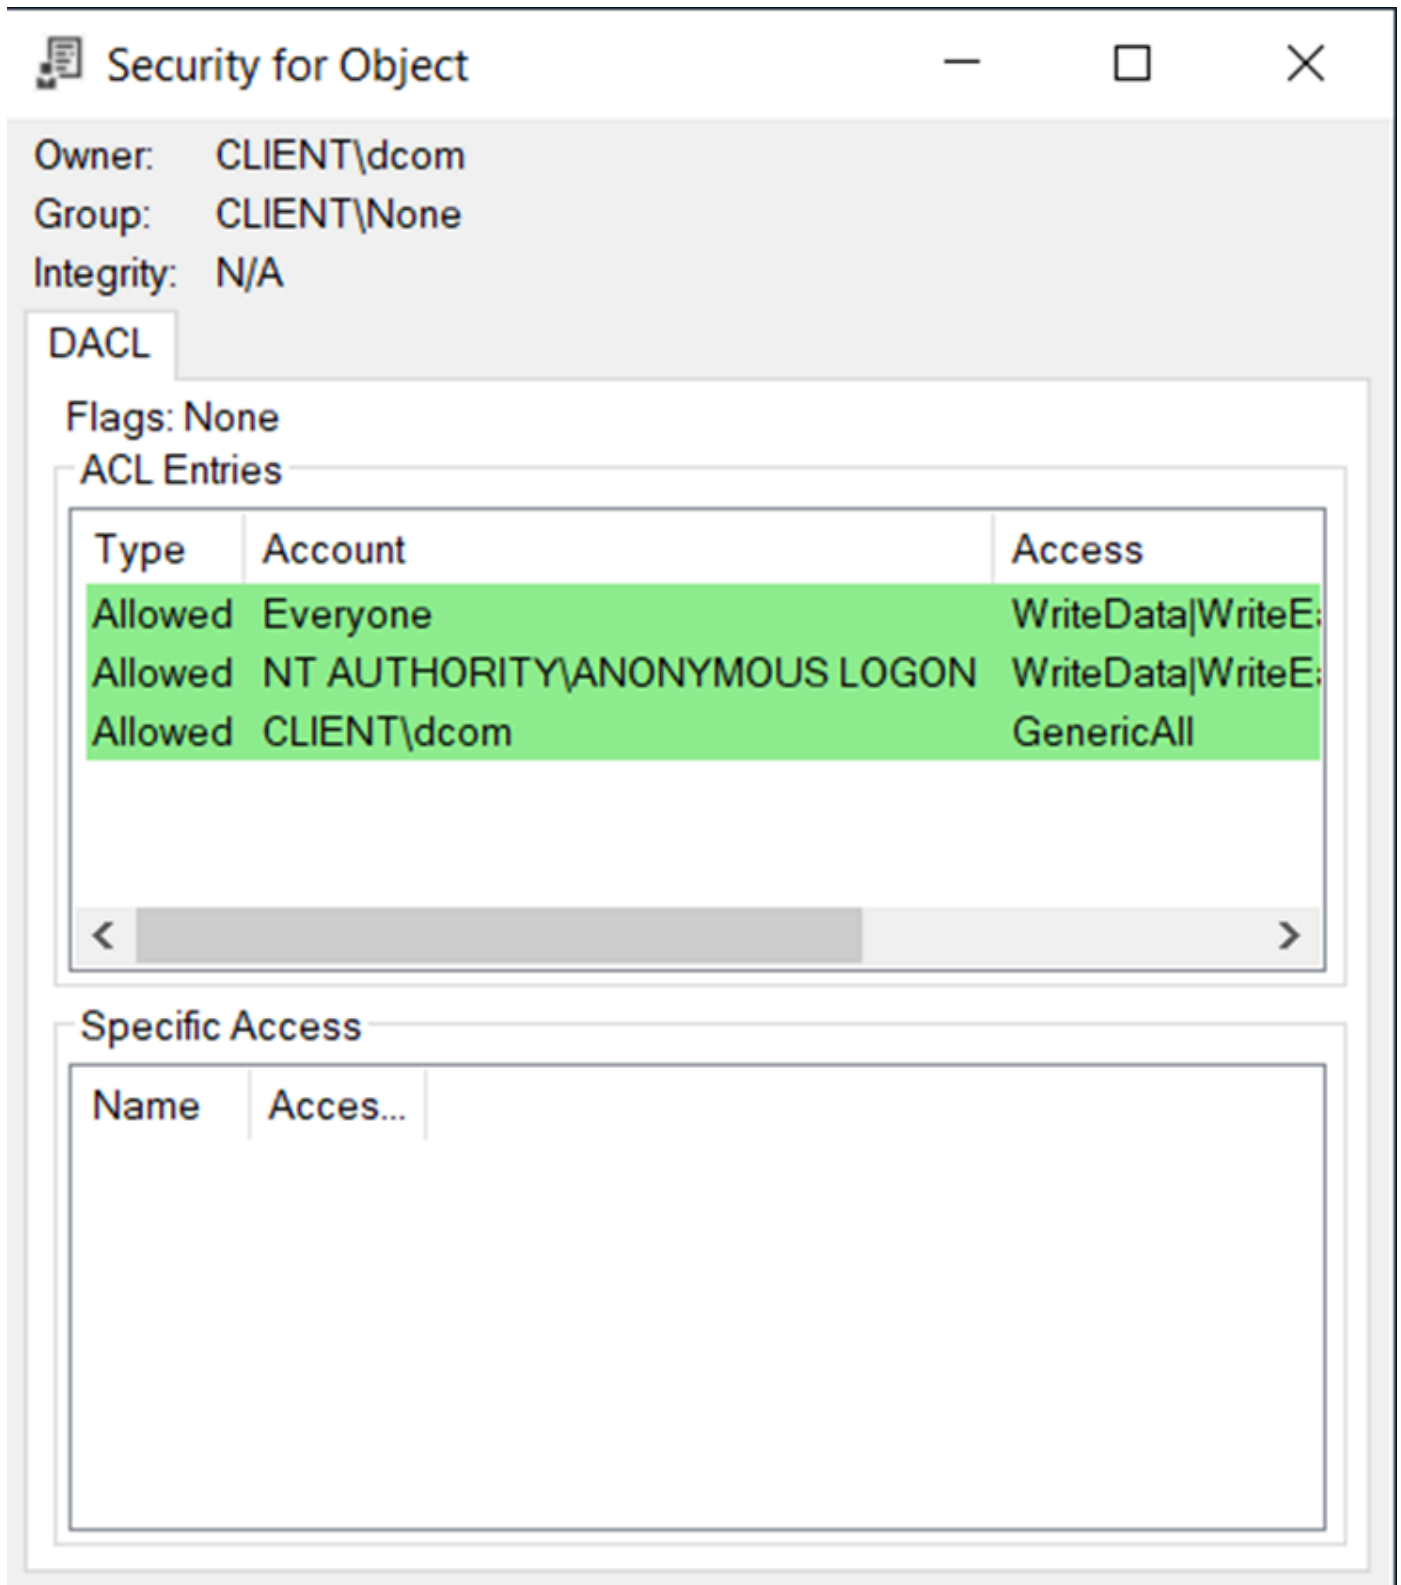 Security for Object
Owner: CLIENT\dcom
Group: CLIENT\None
Integrity: N/A
DACL
Flags: None
ACL Entries
Type Account Access
Allowed Everyone WriteData|WriteE
Allowed NT AUTHORITY\ANONYMOUS LOGON WriteData|WriteE
Allowed CLIENT\dcom GenericAll
Specific Access
Name Acces...